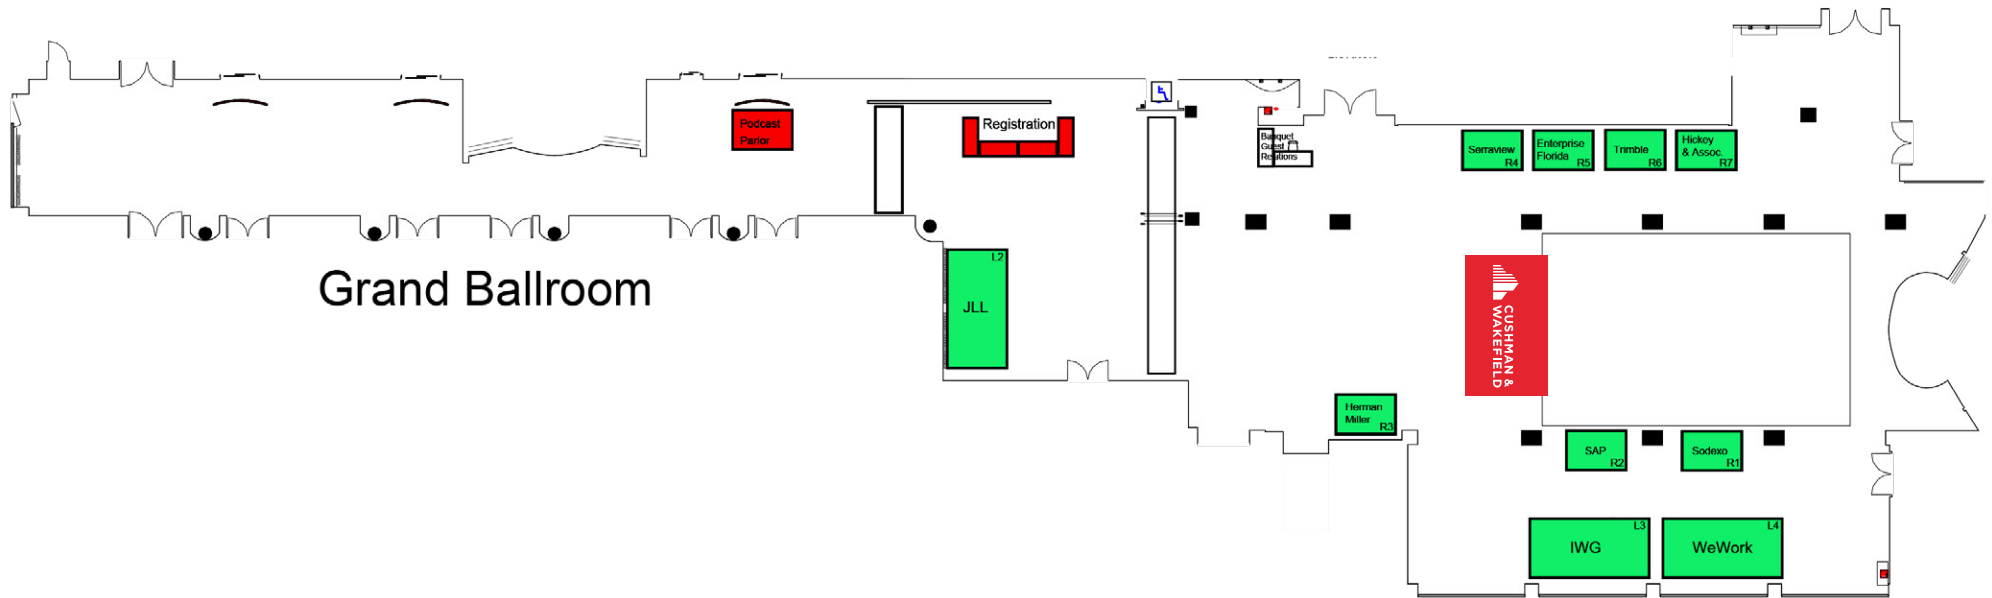 Podcast
Parlor
Registration
Banquet
Guest
Relations
Serraview
R4
Enterprise
Florida
R5
Trimble
R6
Hickey
& Assoc.
R7
Grand Ballroom
L2
JLL
CUSHMAN &
WAKEFIELD
Herman
Miller
R3
SAP
R2
Sodexo
R1
L3
IWG
L4
WeWork